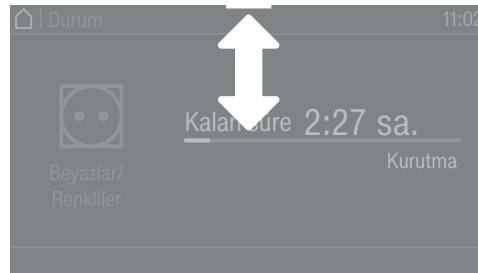 | Durum 11:02
Kalan süre 2:27 sa.
Kurutma
Beyazlar/
Renkliler